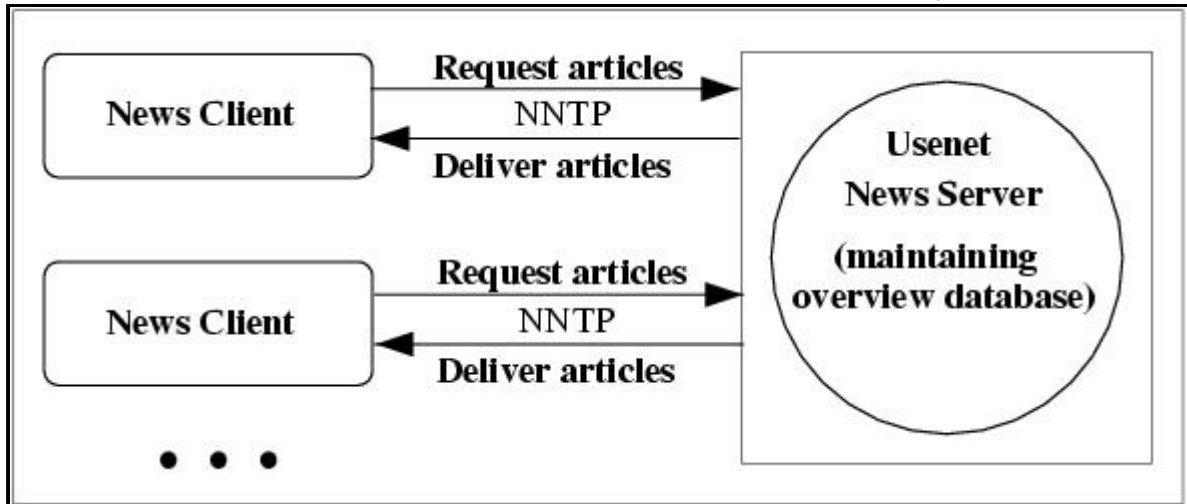 News Client
Request articles
NNTP
Deliver articles
News Client
Request articles
NNTP
Deliver articles
Usenet
News Server
(maintaining
overview database)